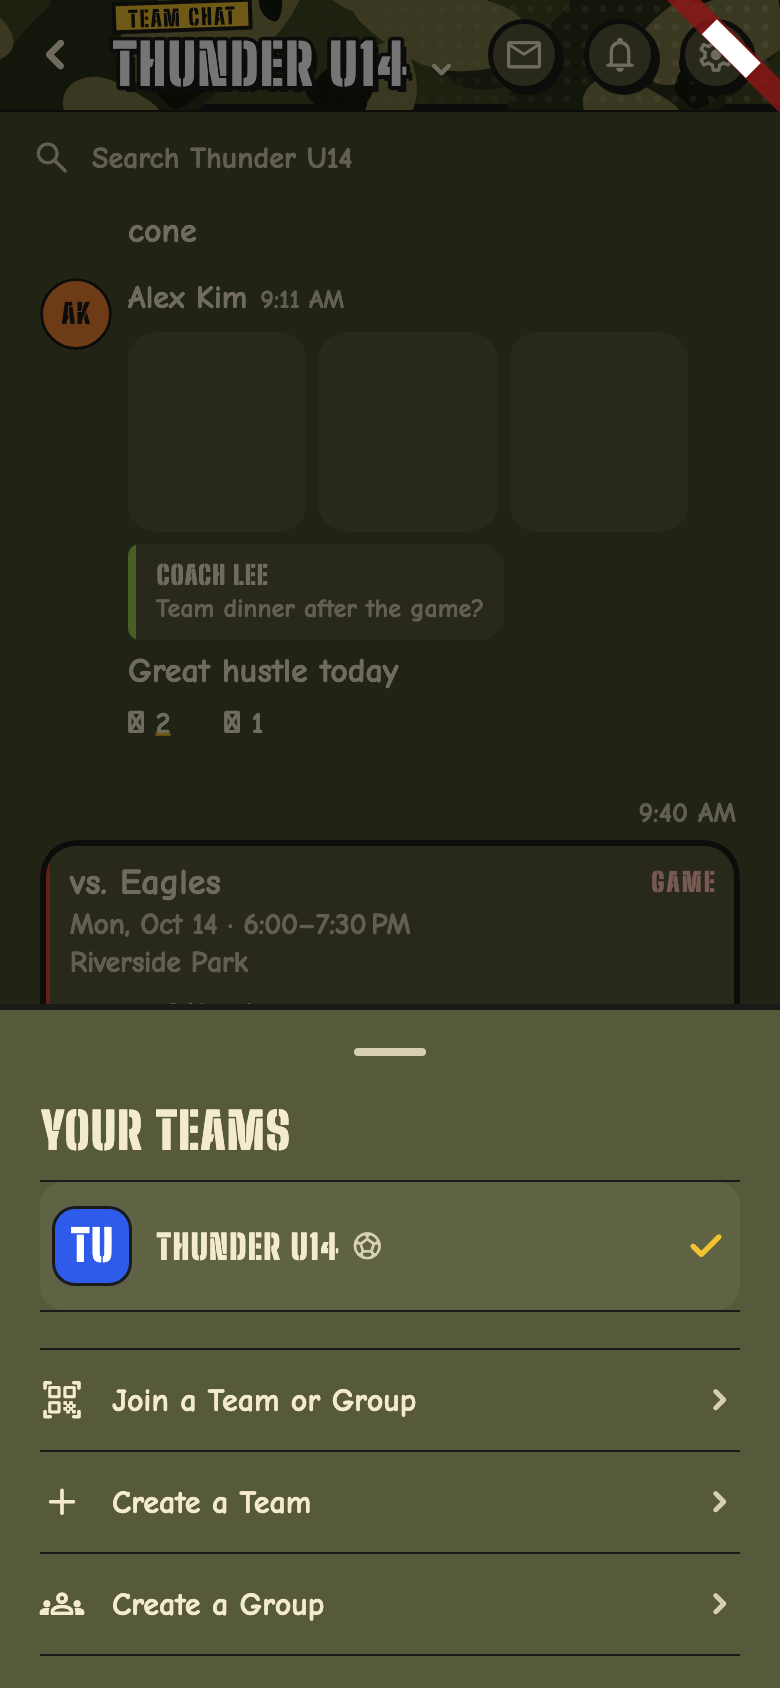 TEAM CHAT
THUNDER U14
Search Thunder U14
cone
AK
Alex Kim 9:11 AM
COACH LEE
Team dinner after the game?
Great hustle today
2 1
9:40 AM
vs. Eagles
GAME
Mon, Oct 14 · 6:00–7:30 PM
Riverside Park
YOUR TEAMS
TU
THUNDER U14
Join a Team or Group
Create a Team
Create a Group